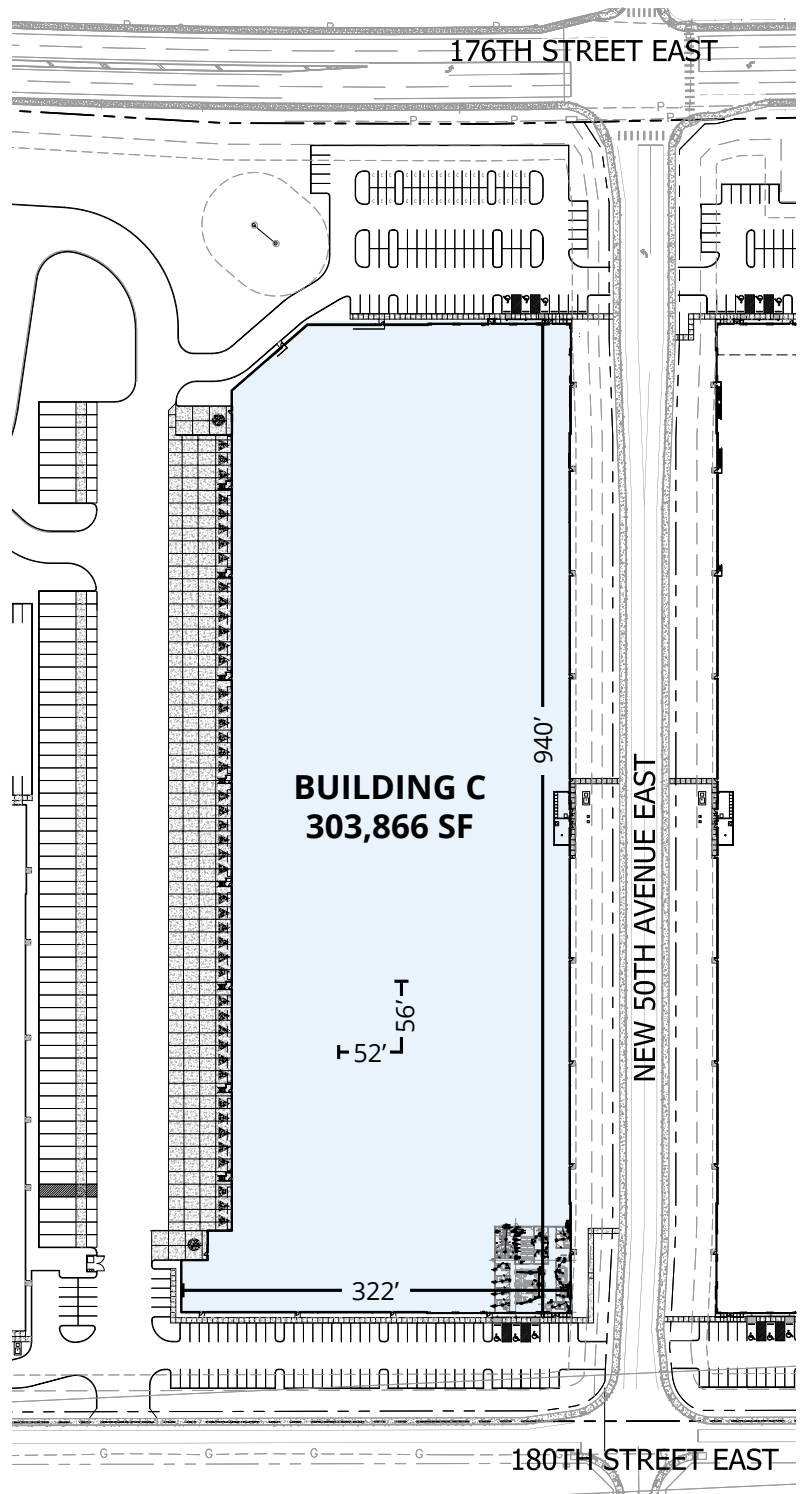 176TH STREET EAST
P
P
P
P
P
P
P
940’
BUILDING C
303,866 SF
NEW 50TH AVENUE EAST
56’
52’
322’
G
G
G
G
180TH STREET EAST